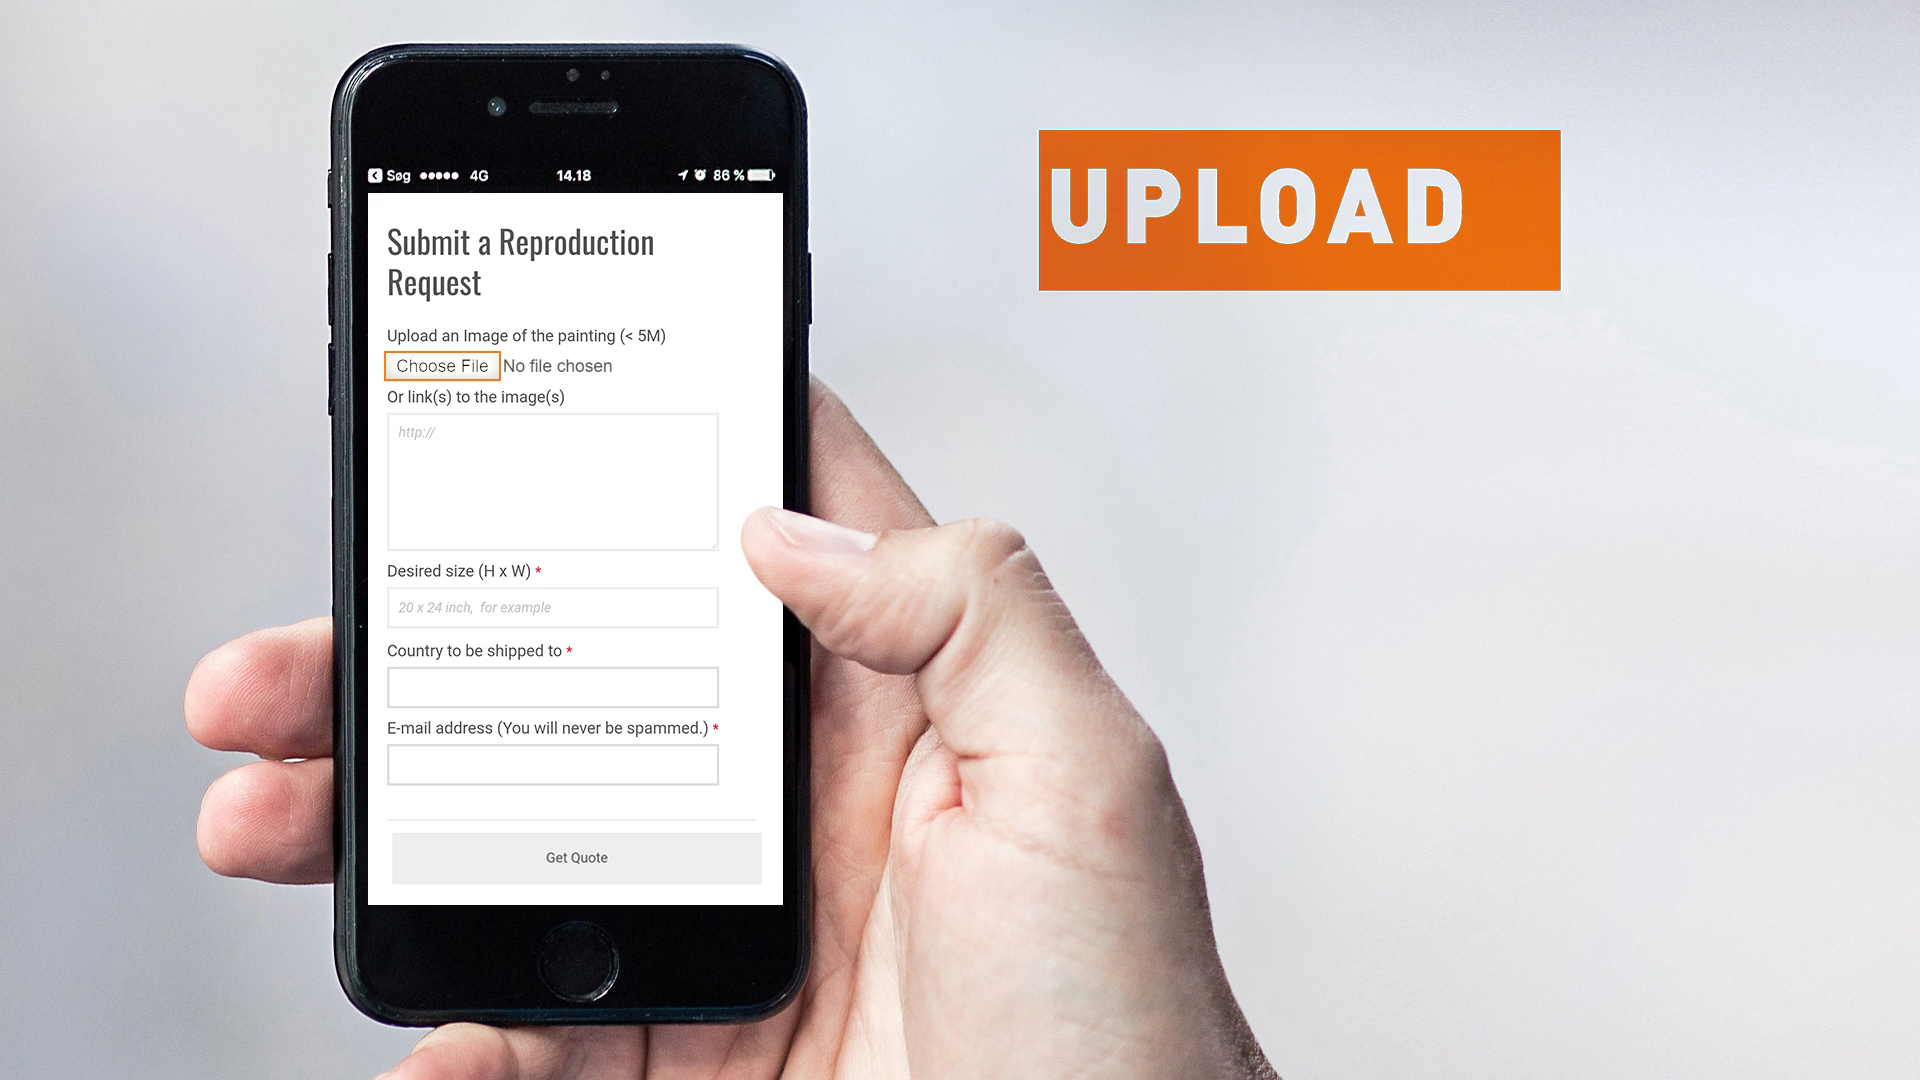 Søg ●●●●● 4G 14.18 86 %
Submit a Reproduction
Request
Upload an Image of the painting (< 5M)
Choose File No file chosen
Or link(s) to the image(s)
http://
Desired size (H x W) *
20 x 24 inch, for example
Country to be shipped to *
E-mail address (You will never be spammed.) *
Get Quote
UPLOAD